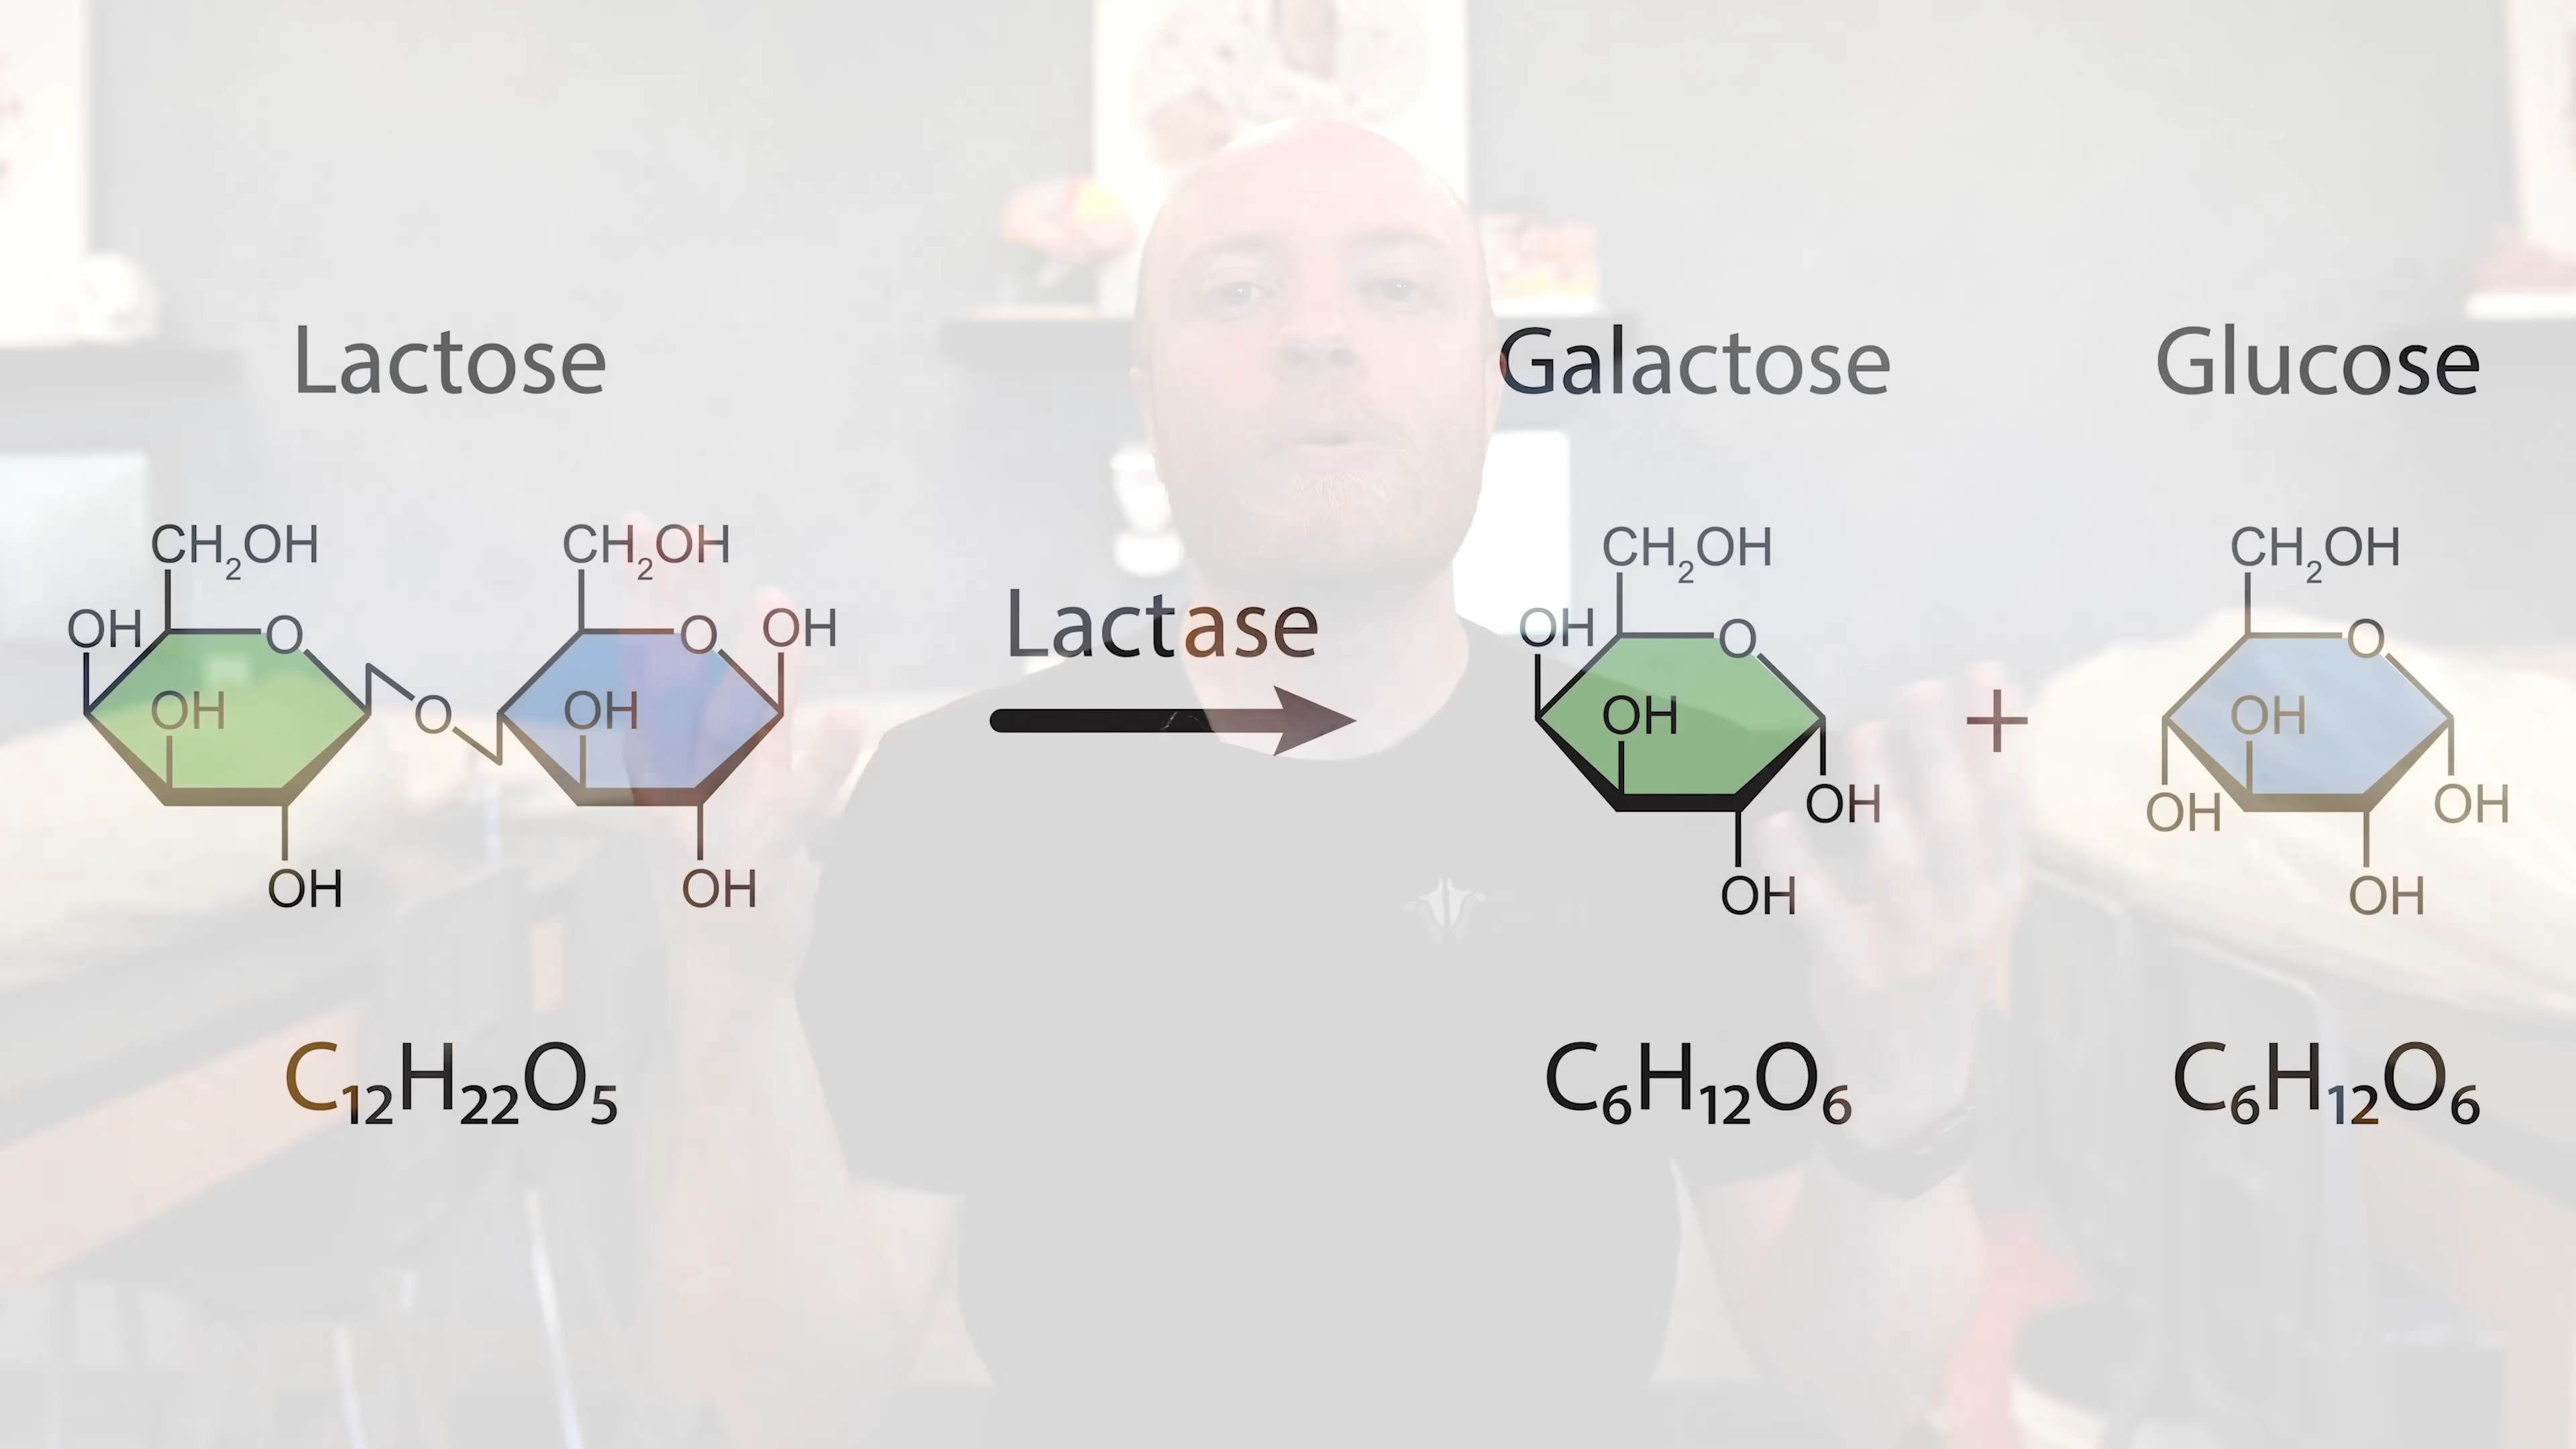 Lactose
Galactose
Glucose
CH₂OH
CH₂OH
CH₂OH
CH₂OH
OH
O
O
OH
Lactase
OH
O
O
OH
O
OH
OH
+
OH
OH
OH
OH
OH
OH
OH
OH
OH
C₁₂H₂₂O₅
C₆H₁₂O₆
C₆H₁₂O₆